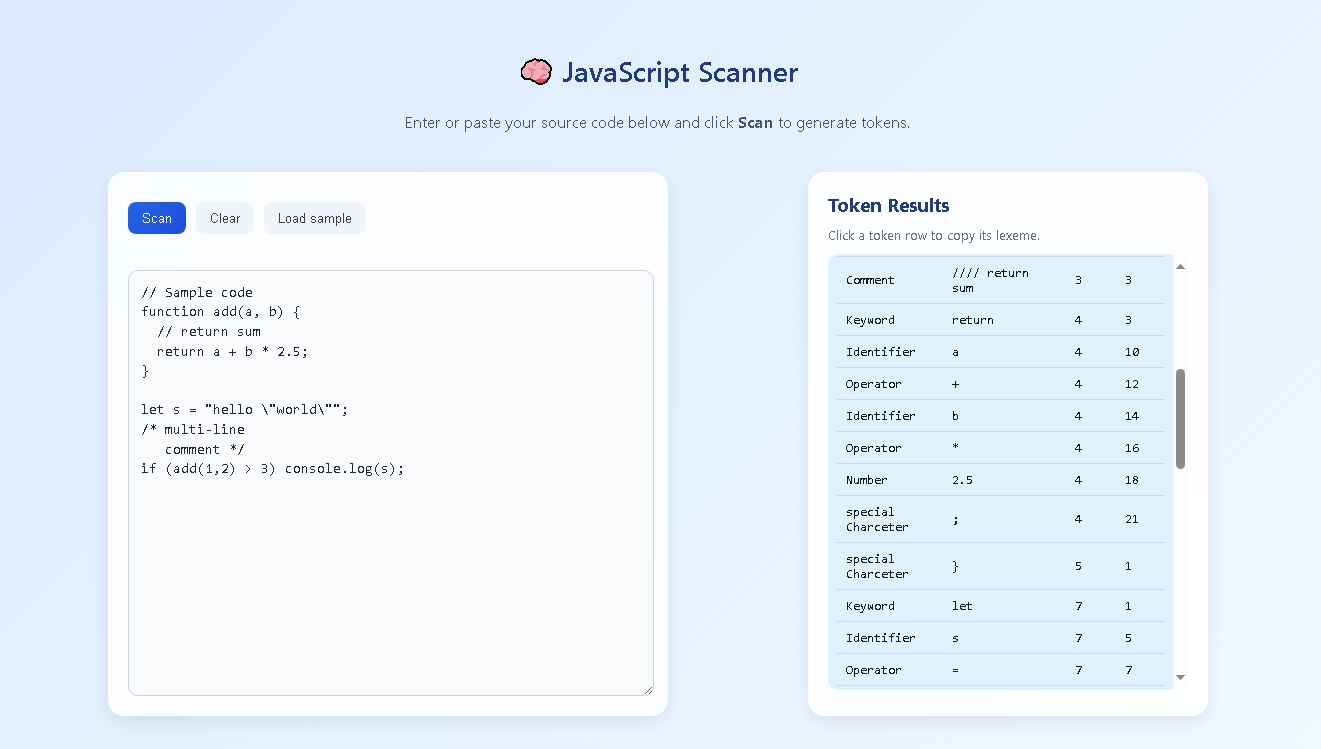 🧠 JavaScript Scanner
Enter or paste your source code below and click Scan to generate tokens.
Scan Clear Load sample
// Sample code
function add(a, b) {
  // return sum
  return a + b * 2.5;
}

let s = "hello \"world\"";
/* multi-line
   comment */
if (add(1,2) > 3) console.log(s);
Token Results
Click a token row to copy its lexeme.
Comment //// return 3 3
sum
Keyword return 4 3
Identifier a 4 10
Operator + 4 12
Identifier b 4 14
Operator * 4 16
Number 2.5 4 18
special ; 4 21
Charceter
special } 5 1
Charceter
Keyword let 7 1
Identifier s 7 5
Operator = 7 7